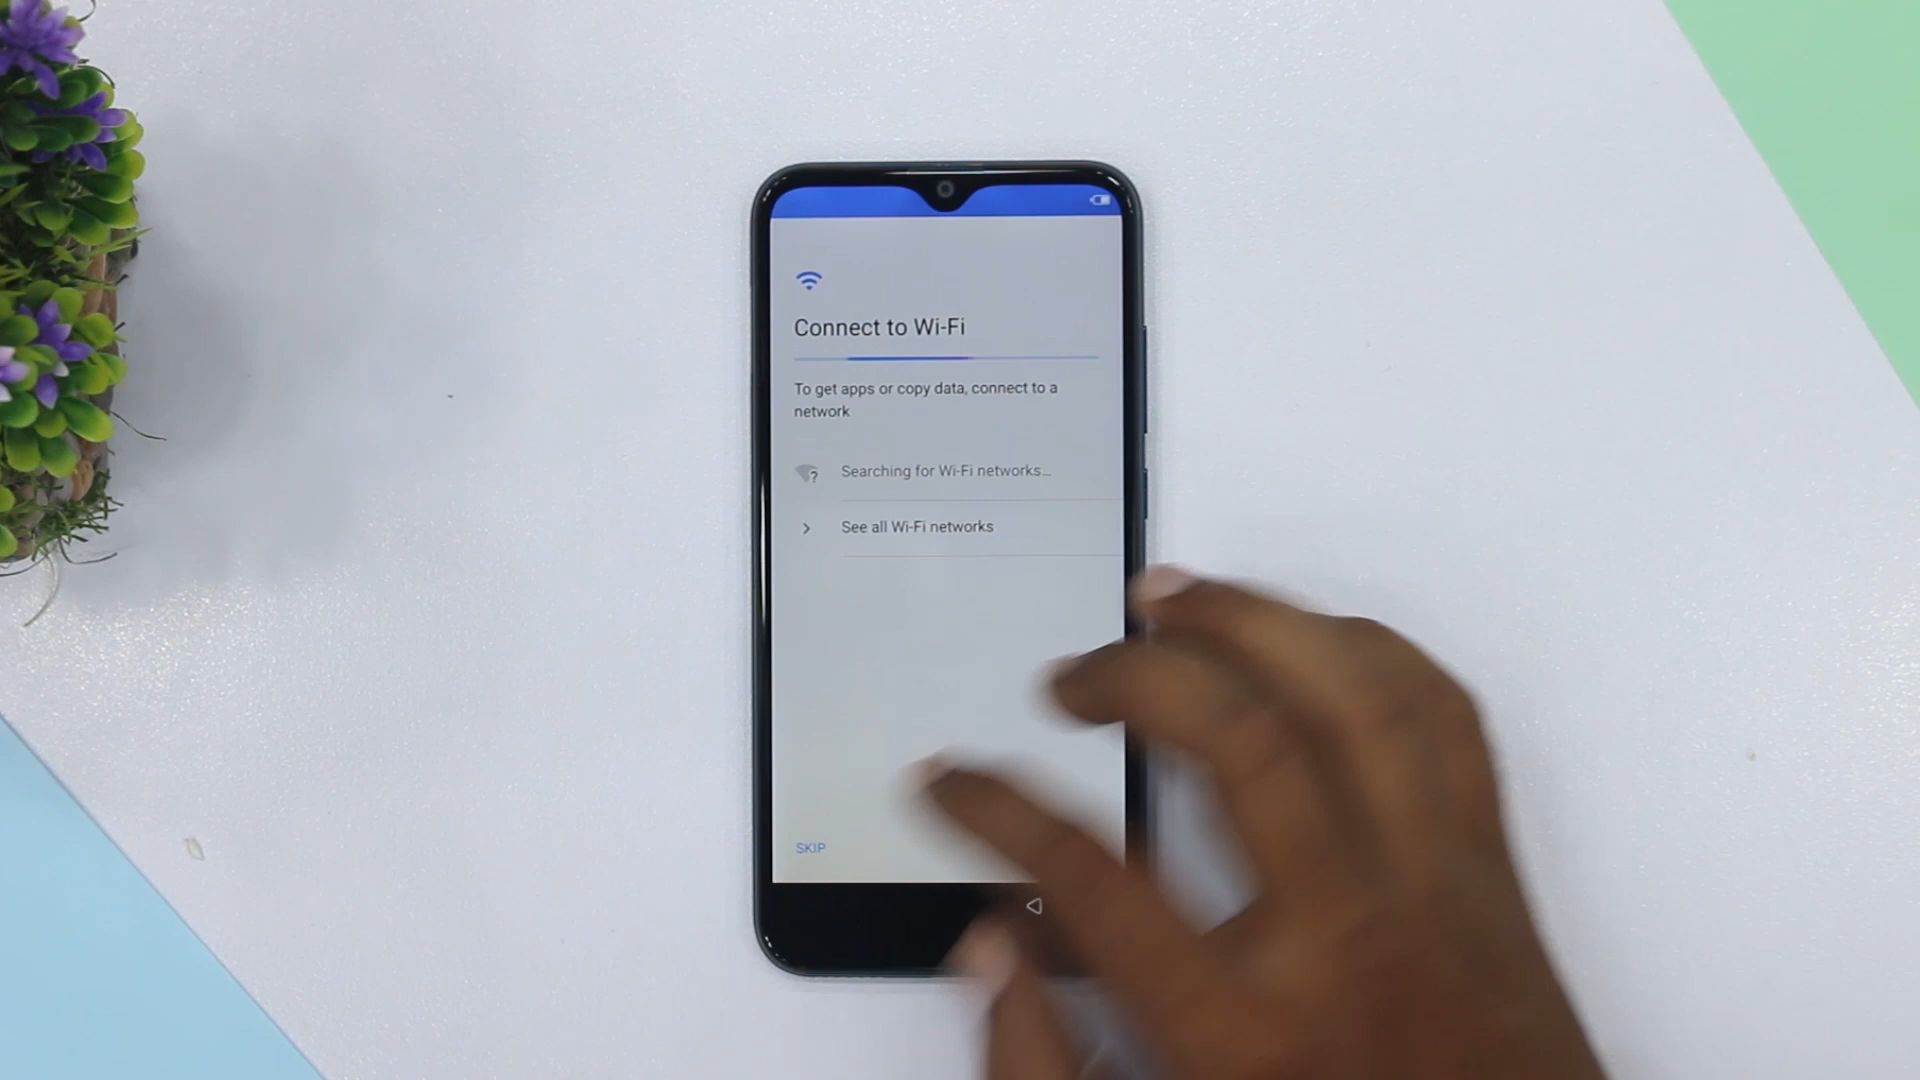 Connect to Wi-Fi
To get apps or copy data, connect to a
network
Searching for Wi-Fi networks...
See all Wi-Fi networks
SKIP